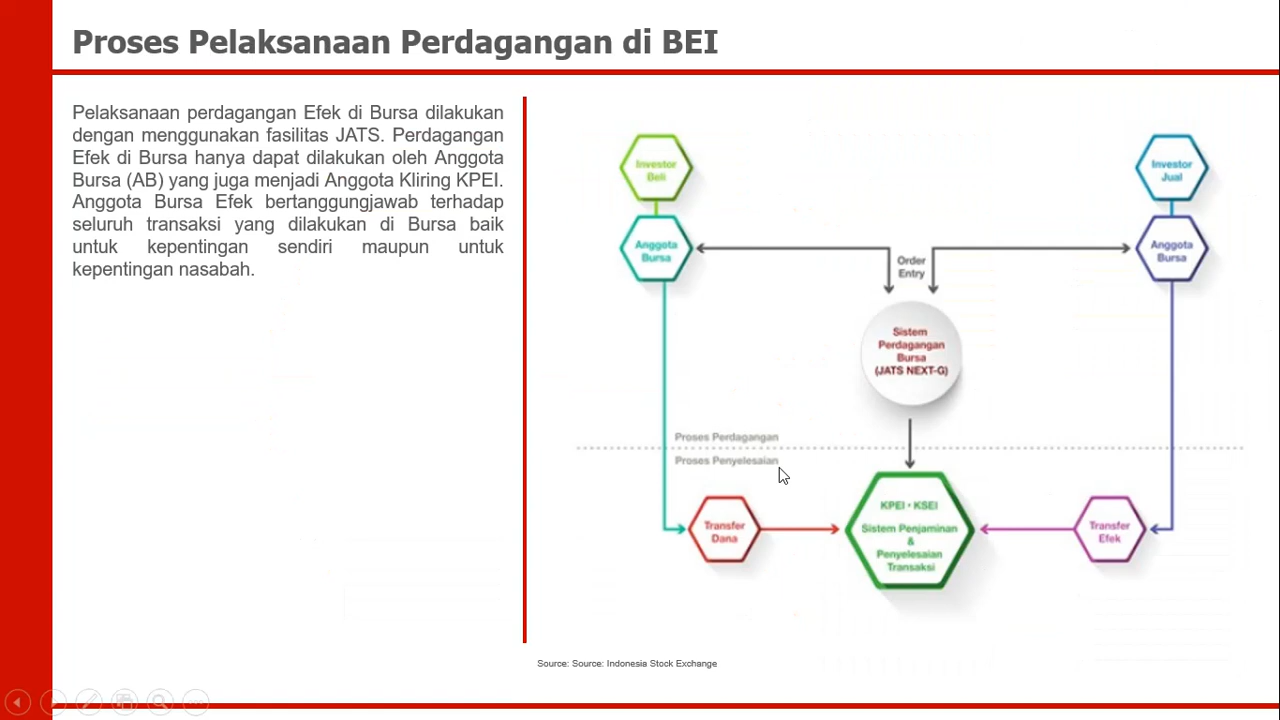 Proses Pelaksanaan Perdagangan di BEI
Pelaksanaan perdagangan Efek di Bursa dilakukan
dengan menggunakan fasilitas JATS. Perdagangan
Efek di Bursa hanya dapat dilakukan oleh Anggota
Bursa (AB) yang juga menjadi Anggota Kliring KPEI.
Anggota Bursa Efek bertanggungjawab terhadap
seluruh transaksi yang dilakukan di Bursa baik
untuk kepentingan sendiri maupun untuk
kepentingan nasabah.
Investor
Beli
Investor
Jual
Anggota
Bursa
Order
Entry
Anggota
Bursa
Sistem
Perdagangan
Bursa
(JATS NEXT-G)
Proses Perdagangan
Proses Penyelesaian
Transfer
Dana
KPEI • KSEI
Sistem Penjaminan
&
Penyelesaian
Transaksi
Transfer
Efek
Source: Source: Indonesia Stock Exchange